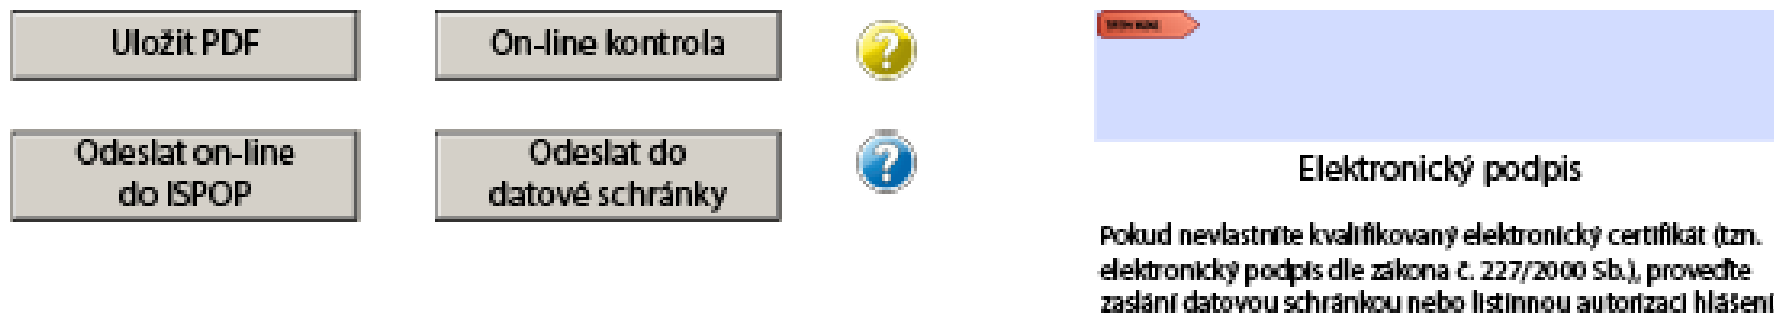 Uložit PDF
On-line kontrola
Odeslat on-line
do ISPOP
Odeslat do
datové schránky
Elektronický podpis
Pokud nevlastníte kvalifikovaný elektronický certifikát (tzn.
elektronický podpis dle zákona č. 227/2000 Sb.), proveďte
zaslání datovou schránkou nebo listinnou autorizaci hlášení